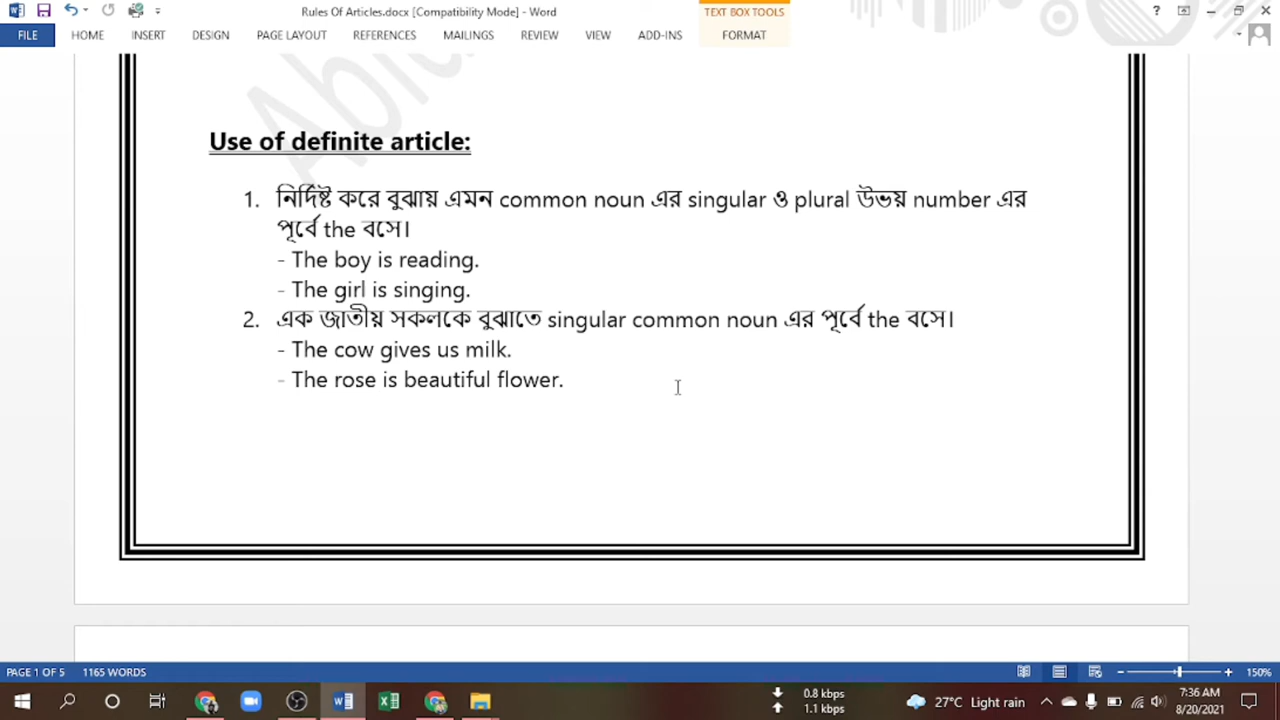 Rules Of Articles.docx [Compatibility Mode] - Word
TEXT BOX TOOLS
?
FILE HOME INSERT DESIGN PAGE LAYOUT REFERENCES MAILINGS REVIEW VIEW ADD-INS FORMAT
Use of definite article:
1. নির্দিষ্ট করে বুঝায় এমন common noun এর singular ও plural উভয় number এর
পূর্বে the বসে।
- The boy is reading.
- The girl is singing.
2. এক জাতীয় সকলকে বুঝাতে singular common noun এর পূর্বে the বসে।
- The cow gives us milk.
- The rose is beautiful flower.
PAGE 1 OF 5 1165 WORDS 150%
0.8 kbps
1.1 kbps
27°C Light rain
7:36 AM
8/20/2021